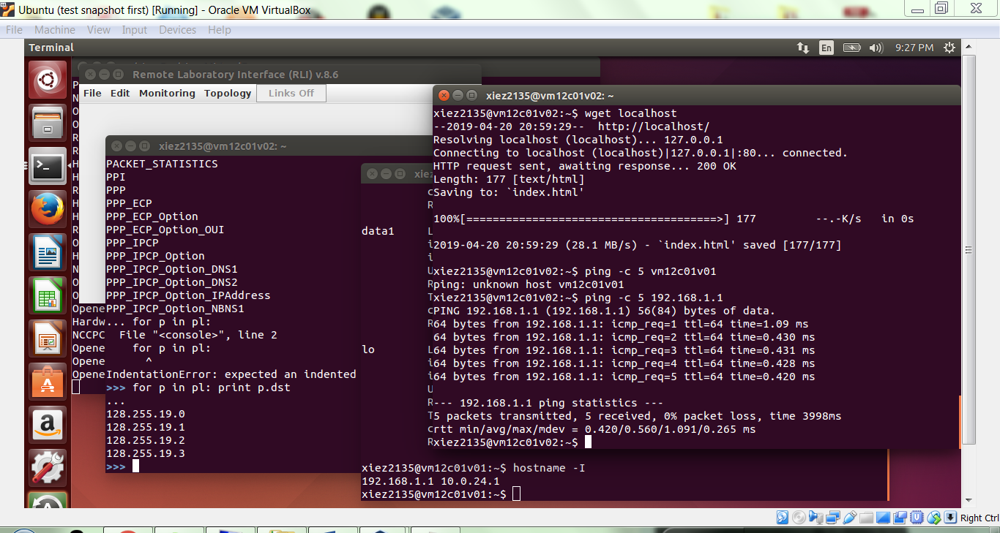 Ubuntu (test snapshot first) [Running] - Oracle VM VirtualBox
File Machine View Input Devices Help
Terminal
En
9:27 PM
Remote Laboratory Interface (RLI) v.8.6
File Edit Monitoring Topology Links Off
xiez2135@vm12c01v02: ~
PACKET_STATISTICS
PPI
PPP
PPP_ECP
PPP_ECP_Option
PPP_ECP_Option_OUI
PPP_IPCP
PPP_IPCP_Option
PPP_IPCP_Option_DNS1
PPP_IPCP_Option_DNS2
PPP_IPCP_Option_IPAddress
PPP_IPCP_Option_NBNS1
... for p in pl:
  File "<console>", line 2
    for p in pl:
      ^
IndentationError: expected an indented
>>> for p in pl: print p.dst
...
128.255.19.0
128.255.19.1
128.255.19.2
128.255.19.3
>>>
Opene
Hardw
NCCPC
Opene
Opene
Opene
xiez
data1
lo
xiez2135@vm12c01v01:~$ hostname -I
192.168.1.1 10.0.24.1
xiez2135@vm12c01v01:~$
xiez2135@vm12c01v02: ~
xiez2135@vm12c01v02:~$ wget localhost
--2019-04-20 20:59:29--  http://localhost/
Resolving localhost (localhost)... 127.0.0.1
Connecting to localhost (localhost)|127.0.0.1|:80... connected.
HTTP request sent, awaiting response... 200 OK
Length: 177 [text/html]
Saving to: `index.html'
100%[======================================>] 177         --.-K/s   in 0s
2019-04-20 20:59:29 (28.1 MB/s) - `index.html' saved [177/177]
xiez2135@vm12c01v02:~$ ping -c 5 vm12c01v01
ping: unknown host vm12c01v01
xiez2135@vm12c01v02:~$ ping -c 5 192.168.1.1
PING 192.168.1.1 (192.168.1.1) 56(84) bytes of data.
64 bytes from 192.168.1.1: icmp_req=1 ttl=64 time=1.09 ms
64 bytes from 192.168.1.1: icmp_req=2 ttl=64 time=0.430 ms
64 bytes from 192.168.1.1: icmp_req=3 ttl=64 time=0.431 ms
64 bytes from 192.168.1.1: icmp_req=4 ttl=64 time=0.428 ms
64 bytes from 192.168.1.1: icmp_req=5 ttl=64 time=0.420 ms
--- 192.168.1.1 ping statistics ---
5 packets transmitted, 5 received, 0% packet loss, time 3998ms
rtt min/avg/max/mdev = 0.420/0.560/1.091/0.265 ms
xiez2135@vm12c01v02:~$
Right Ctrl